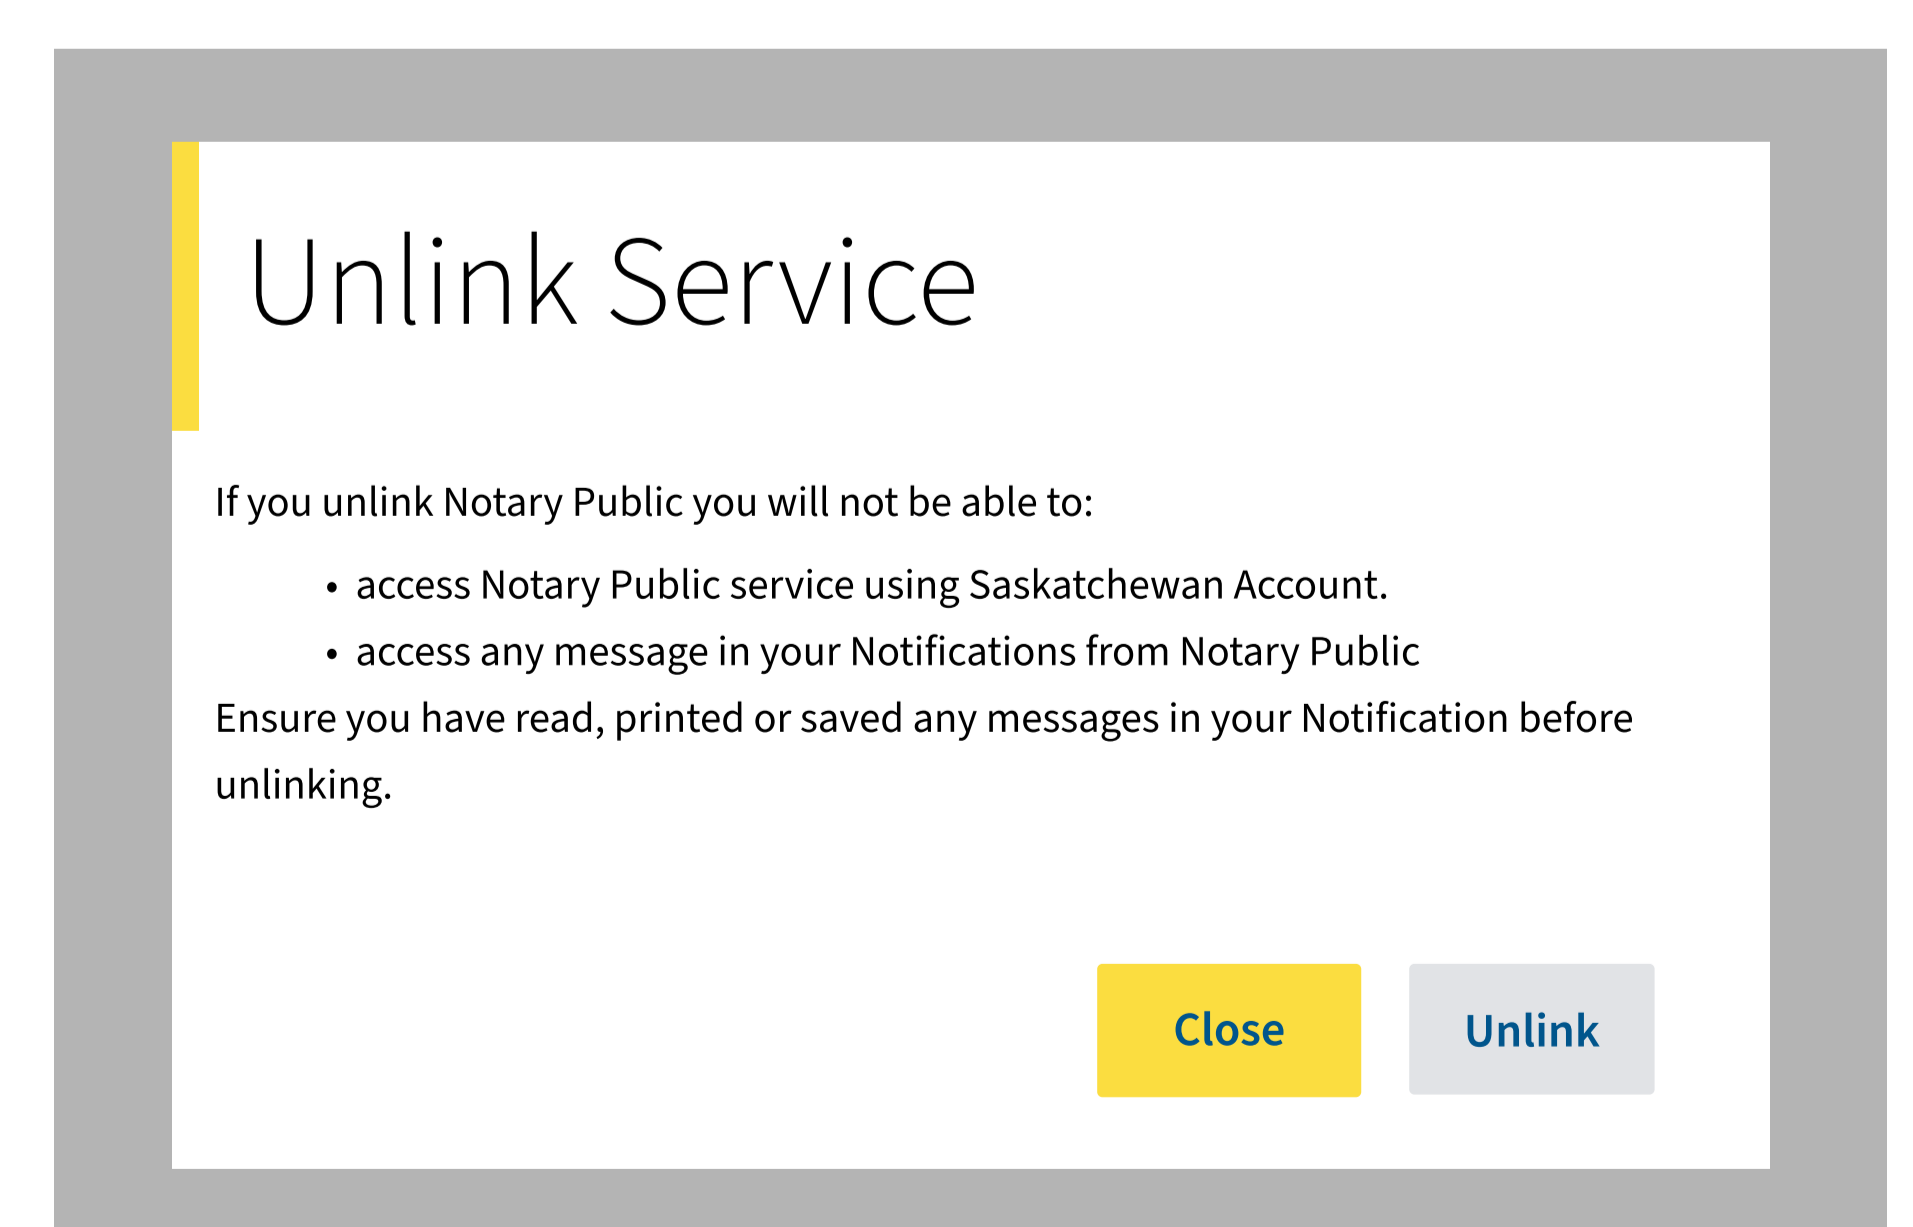 Unlink Service
If you unlink Notary Public you will not be able to:
• access Notary Public service using Saskatchewan Account.
• access any message in your Notifications from Notary Public
Ensure you have read, printed or saved any messages in your Notification before
unlinking.
Close Unlink